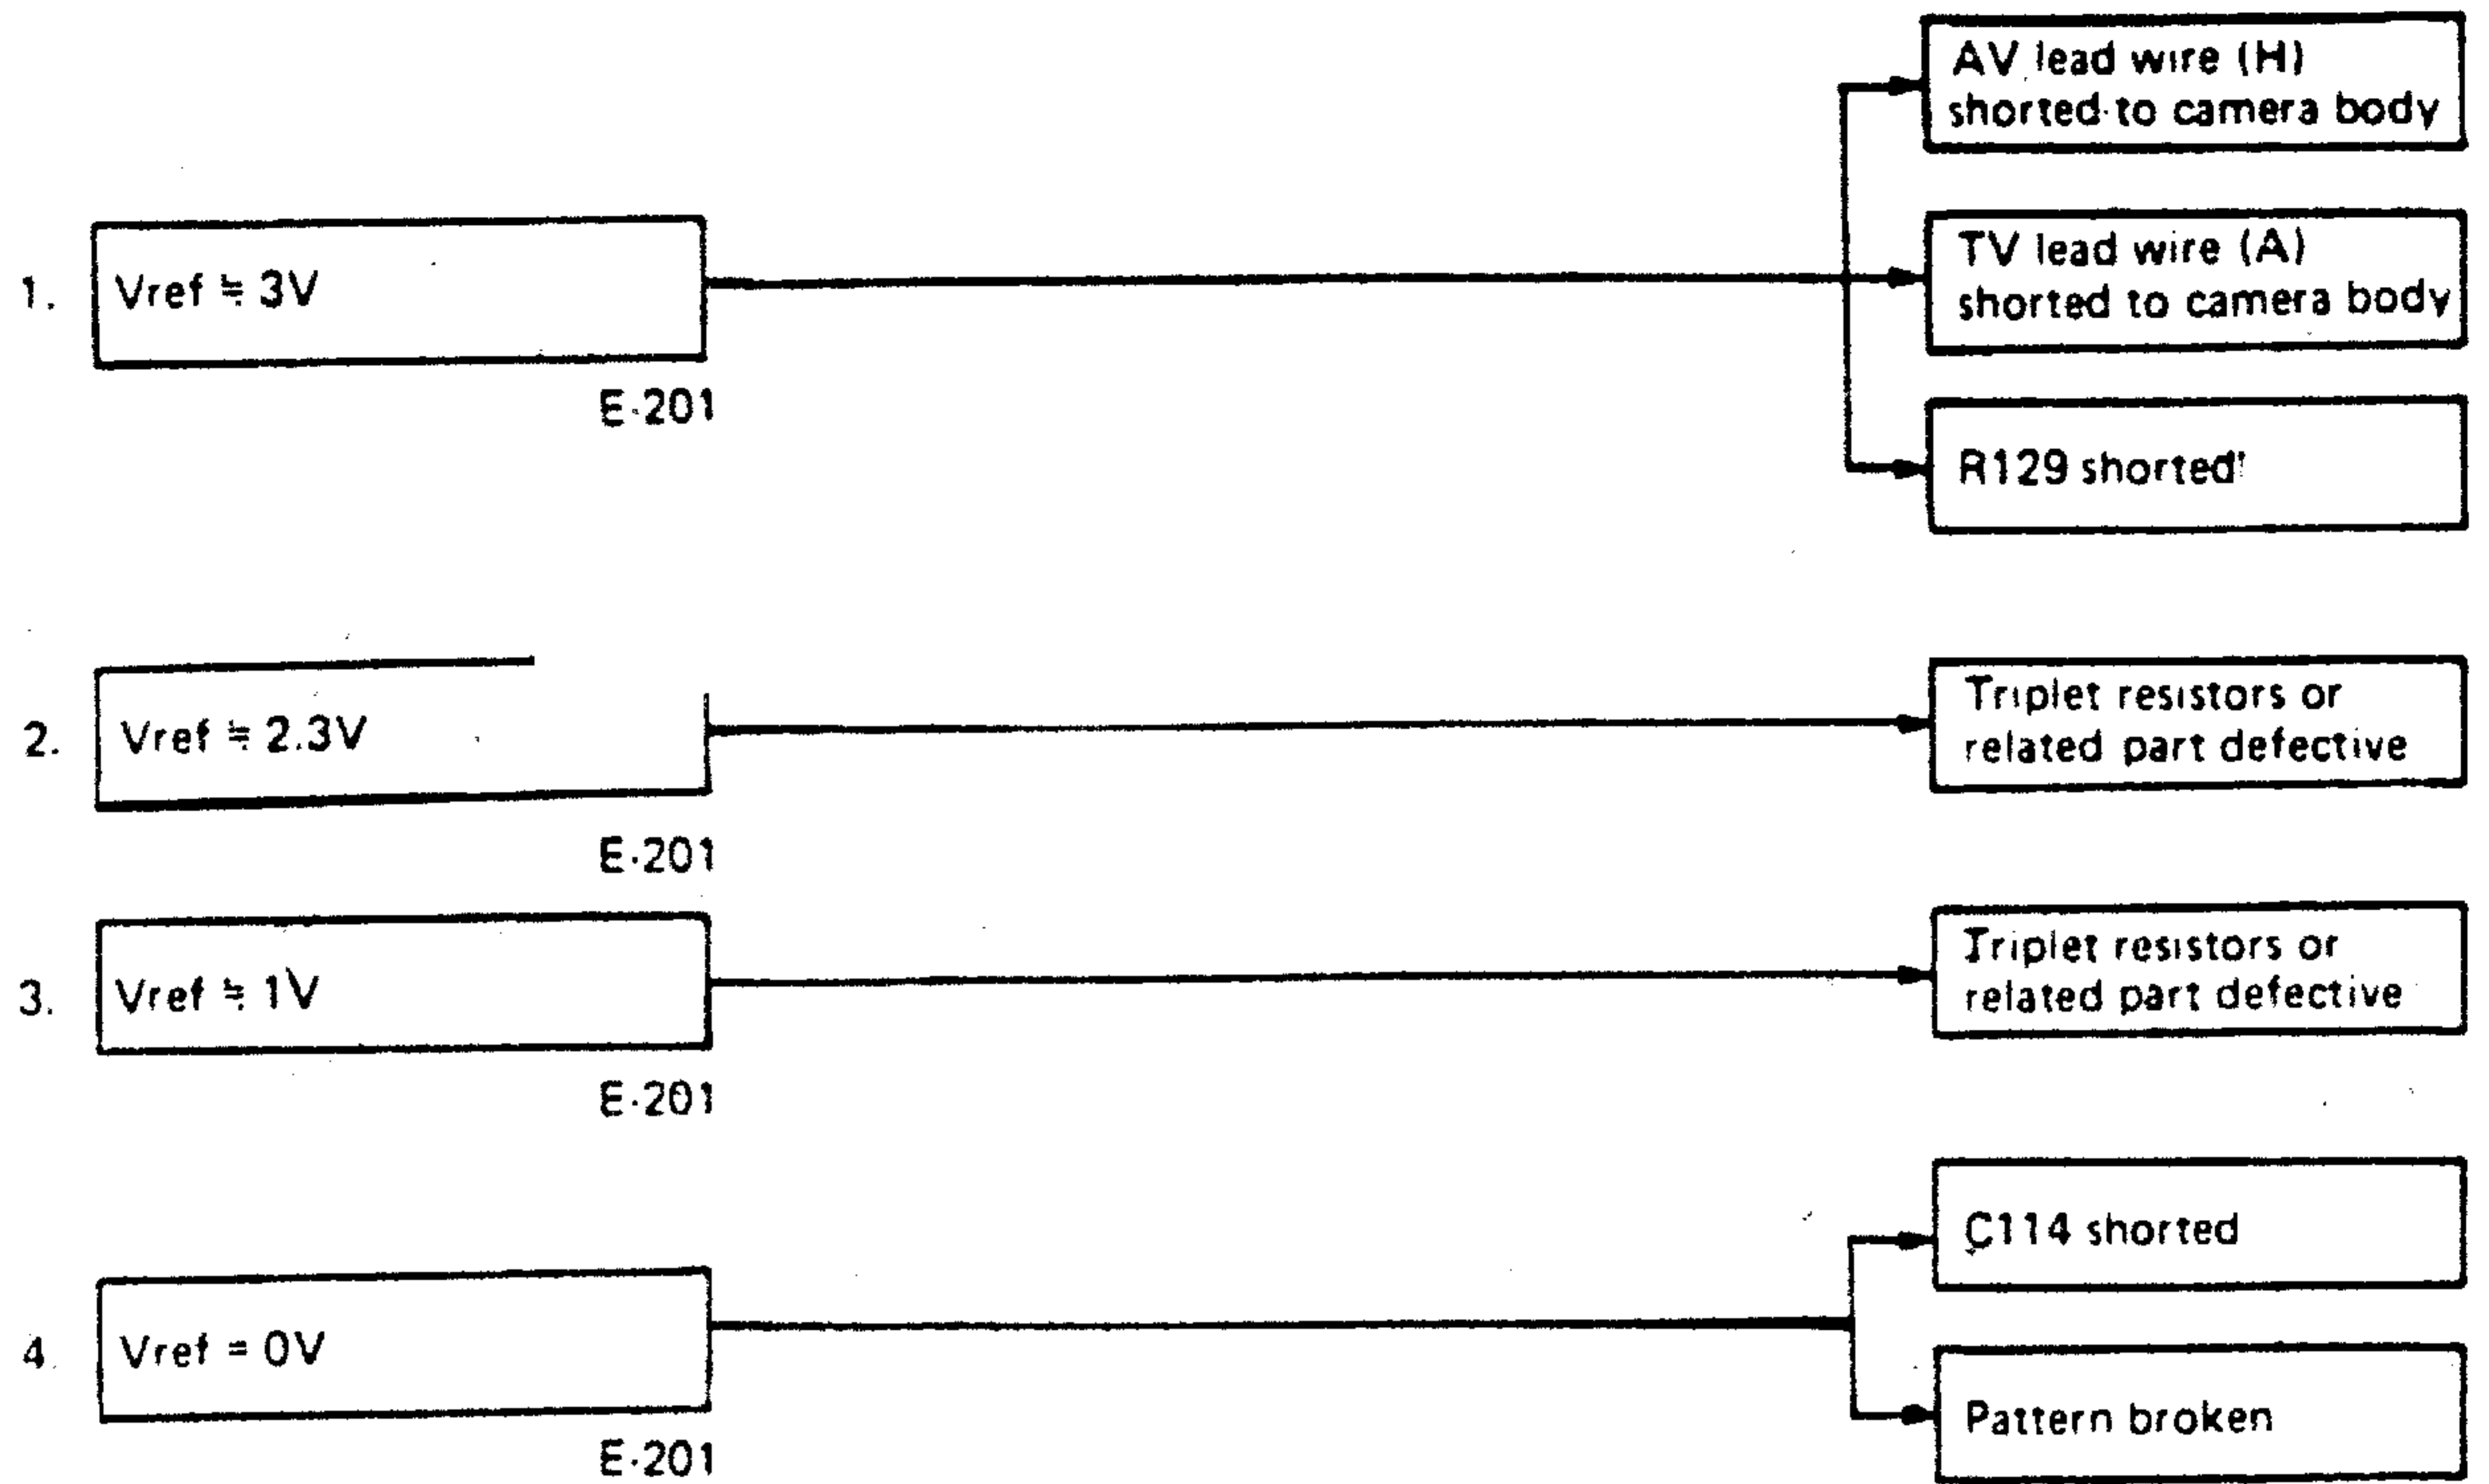 AV lead wire (H)
shorted to camera body
1.
Vref ≒ 3V
TV lead wire (A)
shorted to camera body
E-201
R129 shorted
2.
Vref ≒ 2.3V
Triplet resistors or
related part defective
E-201
3.
Vref ≒ 1V
Triplet resistors or
related part defective
E-201
C114 shorted
4.
Vref = 0V
Pattern broken
E-201